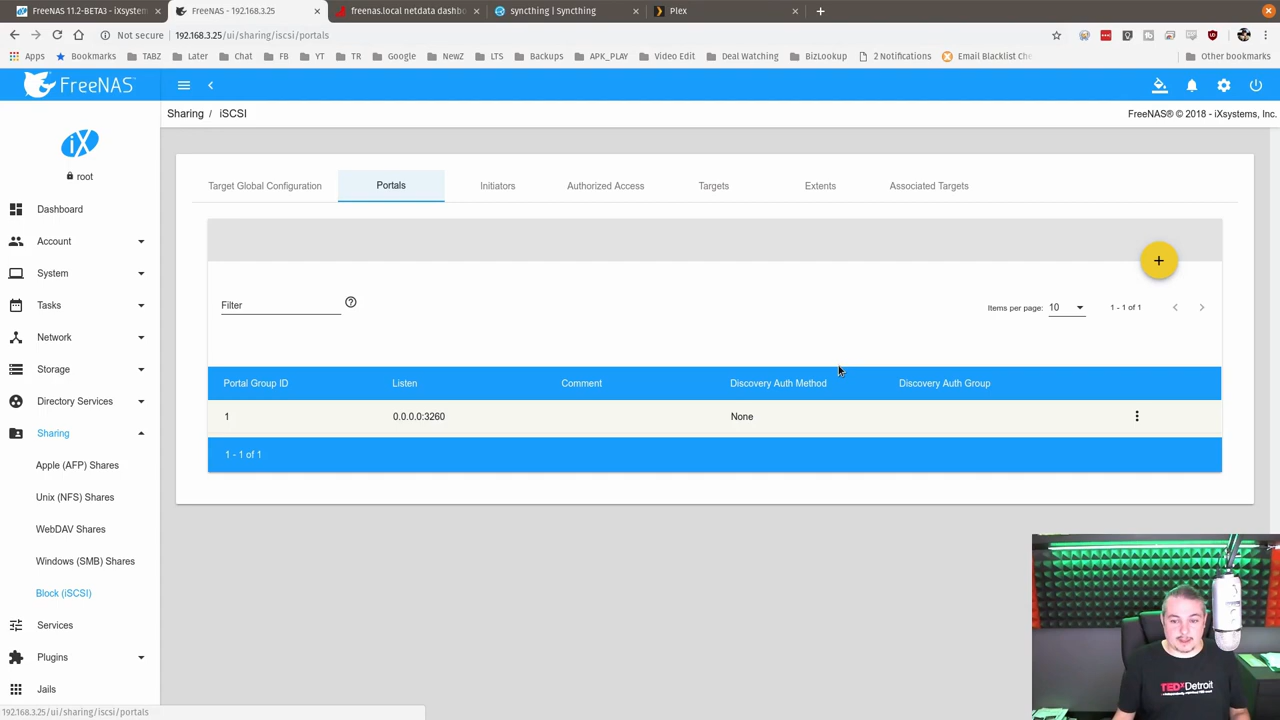 FreeNAS 11.2-BETA3 - iXsystem
FreeNAS - 192.168.3.25
freenas.local netdata dashbo
syncthing | Syncthing
Plex
Not secure
192.168.3.25/ui/sharing/iscsi/portals
Apps
Bookmarks
TABZ
Later
Chat
FB
YT
TR
Google
NewZ
LTS
Backups
APK_PLAY
Video Edit
Deal Watching
BizLookup
2 Notifications
Email Blacklist Che
Other bookmarks
FreeNAS®
Sharing / iSCSI
FreeNAS® © 2018 - iXsystems, Inc.
iX
root
Target Global Configuration
Portals
Initiators
Authorized Access
Targets
Extents
Associated Targets
Dashboard
Account
System
Tasks
Network
Storage
Directory Services
Sharing
Apple (AFP) Shares
Unix (NFS) Shares
WebDAV Shares
Windows (SMB) Shares
Block (iSCSI)
Services
Plugins
Jails
Filter
Items per page: 10
1 - 1 of 1
Portal Group ID
Listen
Comment
Discovery Auth Method
Discovery Auth Group
1
0.0.0.0:3260
None
1 - 1 of 1
192.168.3.25/ui/sharing/iscsi/portals
TEDxDetroit